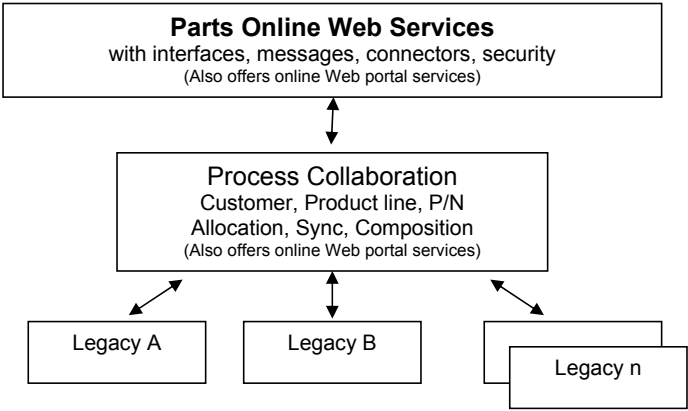 Parts Online Web Services
with interfaces, messages, connectors, security
(Also offers online Web portal services)
Process Collaboration
Customer, Product line, P/N
Allocation, Sync, Composition
(Also offers online Web portal services)
Legacy A
Legacy B
Legacy n